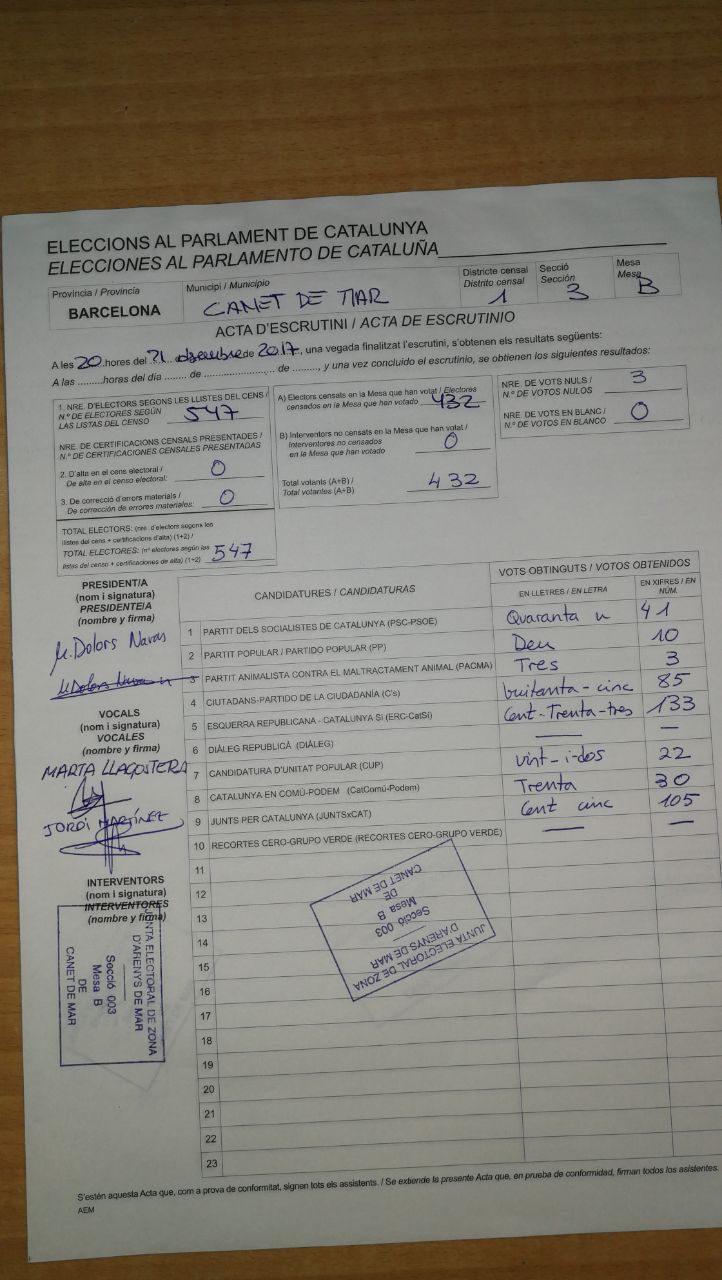 ELECCIONS AL PARLAMENT DE CATALUNYA
ELECCIONES AL PARLAMENTO DE CATALUÑA
Provincia / Provincia
BARCELONA
Municipi / Municipio
CANET DE MAR
Districte censal
Distrito censal
1
Secció
Sección
3
Mesa
Mesa
B
ACTA D'ESCRUTINI / ACTA DE ESCRUTINIO
A les 20 hores del 21 desembre de 2017, una vegada finalitzat l'escrutini, s'obtenen els resultats següents:
A las .........horas del día ........ de ........................ de ........., y una vez concluido el escrutinio, se obtienen los siguientes resultados:
1. NRE. D'ELECTORS SEGONS LES LLISTES DEL CENS /
N.º DE ELECTORES SEGÚN
LAS LISTAS DEL CENSO
547
NRE. DE CERTIFICACIONS CENSALS PRESENTADES /
N.º DE CERTIFICACIONES CENSALES PRESENTADAS
2. D'alta en el cens electoral /
De alta en el censo electoral:
0
3. De correcció d'errors materials /
De corrección de errores materiales:
0
TOTAL ELECTORS: (nre. d'electors segons les
llistes del cens + certificacions d'alta) (1+2) /
TOTAL ELECTORES: (nº electores según las
listas del censo + certificaciones de alta) (1+2)
547
A) Electors censats en la Mesa que han votat / Electores
censados en la Mesa que han votado
432
B) Interventors no censats en la Mesa que han votat /
Interventores no censados
en la Mesa que han votado
0
Total votants (A+B) /
Total votantes (A+B)
432
NRE. DE VOTS NULS /
N.º DE VOTOS NULOS
3
NRE. DE VOTS EN BLANC /
N.º DE VOTOS EN BLANCO
0
PRESIDENT/A
(nom i signatura)
PRESIDENTE/A
(nombre y firma)
M. Dolors Navas
VOCALS
(nom i signatura)
VOCALES
(nombre y firma)
MARTA LLAGOSTERA
JORDI MARTÍNEZ
INTERVENTORS
(nom i signatura)
INTERVENTORES
(nombre y firma)
JUNTA ELECTORAL DE ZONA
D'ARENYS DE MAR
Secció 003
Mesa B
DE
CANET DE MAR
CANDIDATURES / CANDIDATURAS
VOTS OBTINGUTS / VOTOS OBTENIDOS
EN LLETRES / EN LETRA
EN XIFRES / EN
NÚM.
1 PARTIT DELS SOCIALISTES DE CATALUNYA (PSC-PSOE) Quaranta u 41
2 PARTIT POPULAR / PARTIDO POPULAR (PP) Deu 10
3 PARTIT ANIMALISTA CONTRA EL MALTRACTAMENT ANIMAL (PACMA) Tres 3
4 CIUTADANS-PARTIDO DE LA CIUDADANÍA (C's) buitanta-cinc 85
5 ESQUERRA REPUBLICANA - CATALUNYA SÍ (ERC-CatSí) Cent-Trenta-tres 133
6 DIÀLEG REPUBLICÀ (DIÀLEG) — —
7 CANDIDATURA D'UNITAT POPULAR (CUP) vint-i-dos 22
8 CATALUNYA EN COMÚ-PODEM (CatComú-Podem) Trenta 30
9 JUNTS PER CATALUNYA (JUNTSxCAT) Cent cinc 105
10 RECORTES CERO-GRUPO VERDE (RECORTES CERO-GRUPO VERDE) — —
11
12
13
14
15
16
17
18
19
20
21
22
23
JUNTA ELECTORAL DE ZONA
D'ARENYS DE MAR
Secció 003
Mesa B
DE
CANET DE MAR
S'estén aquesta Acta que, com a prova de conformitat, signen tots els assistents. / Se extiende la presente Acta que, en prueba de conformidad, firman todos los asistentes.
AEM